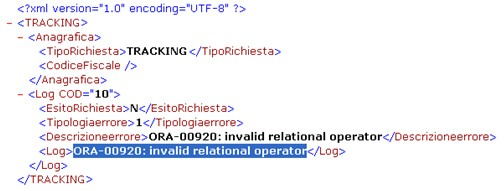 <?xml version="1.0" encoding="UTF-8" ?>
- <TRACKING>
- <Anagrafica>
<TipoRichiesta>TRACKING</TipoRichiesta>
<CodiceFiscale />
</Anagrafica>
- <Log COD="10">
<EsitoRichiesta>N</EsitoRichiesta>
<Tipologiaerrore>1</Tipologiaerrore>
<Descrizioneerrore>ORA-00920: invalid relational operator</Descrizioneerrore>
<Log>ORA-00920: invalid relational operator</Log>
</Log>
</TRACKING>